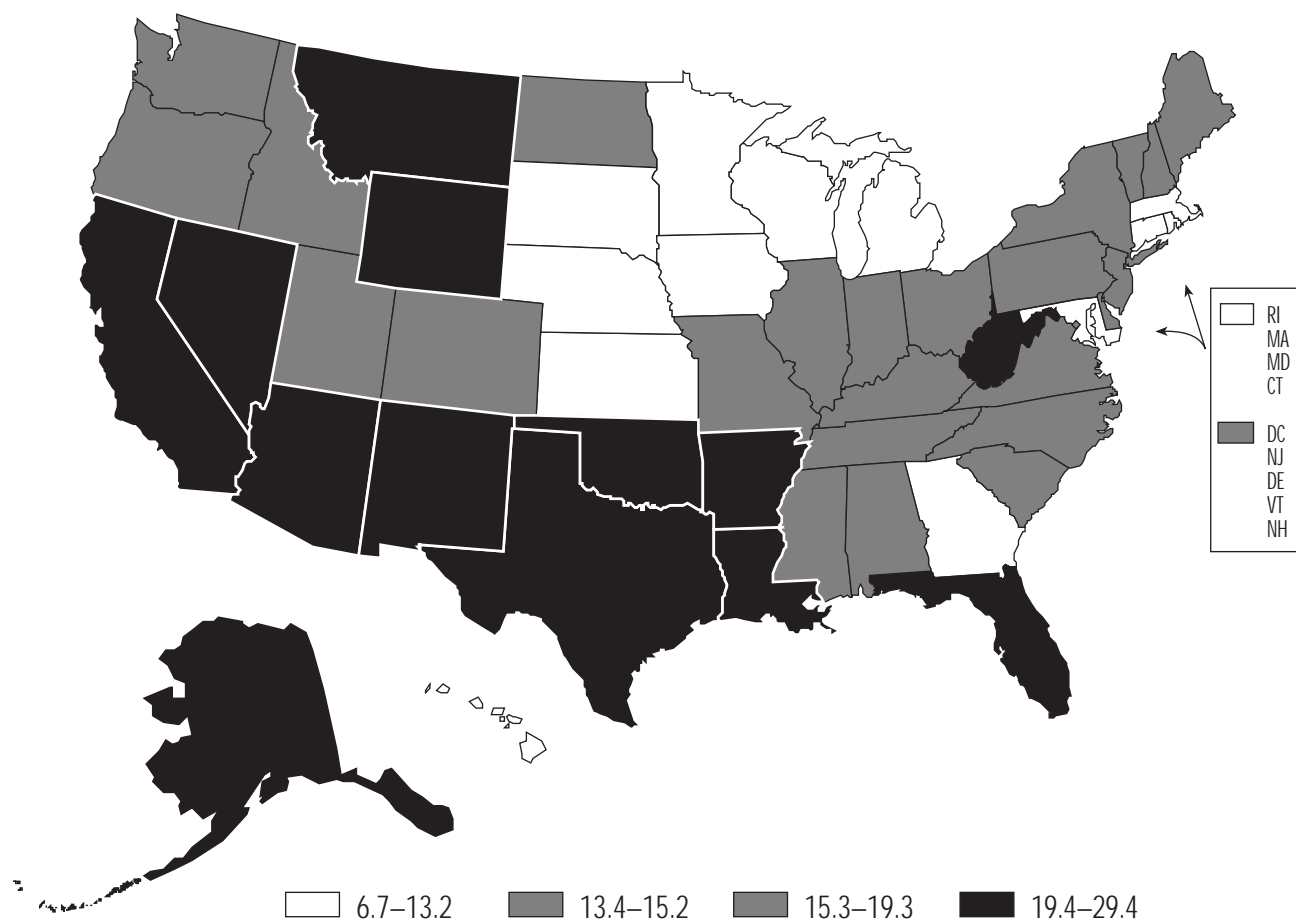 RI
MA
MD
CT
DC
NJ
DE
VT
NH
6.7–13.2 13.4–15.2 15.3–19.3 19.4–29.4